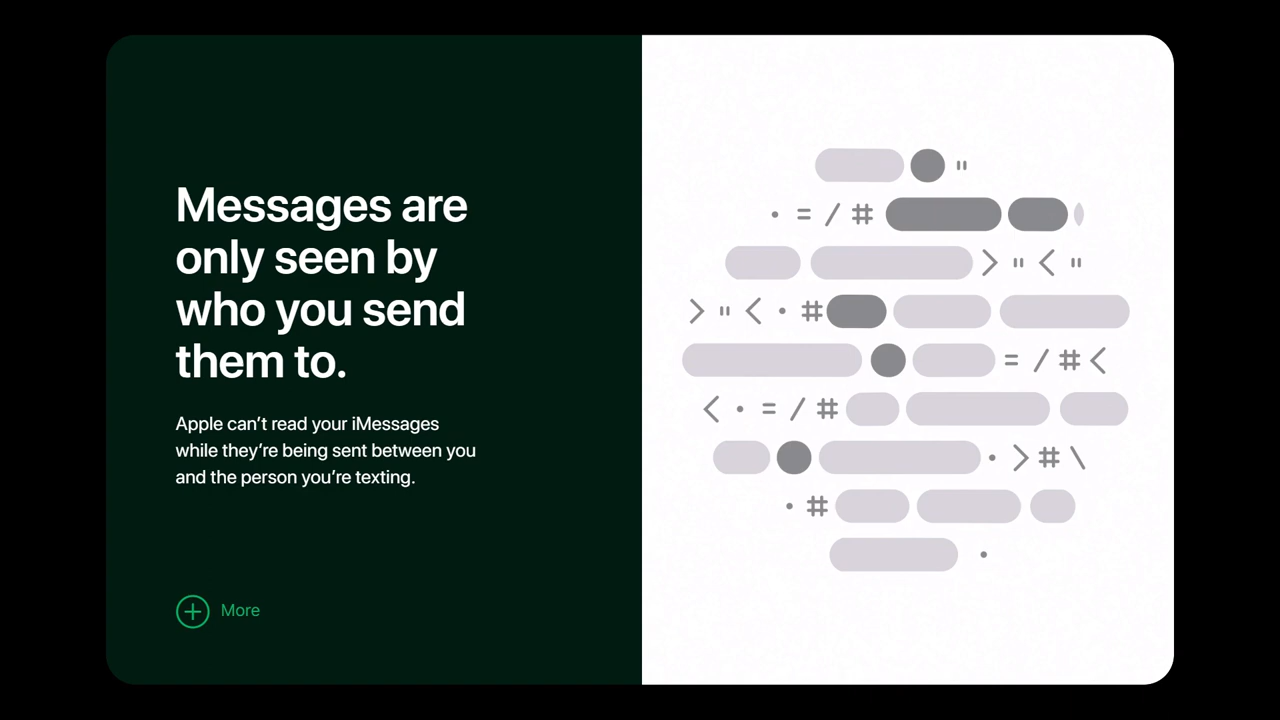 Messages are
only seen by
who you send
them to.
Apple can’t read your iMessages
while they’re being sent between you
and the person you’re texting.
More